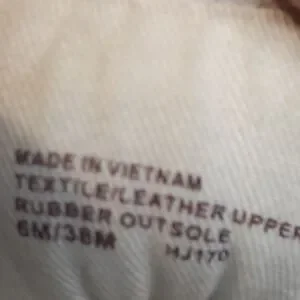 MADE IN VIETNAM
TEXTILE/LEATHER UPPER
RUBBER OUTSOLE
6M/38M
HJ170